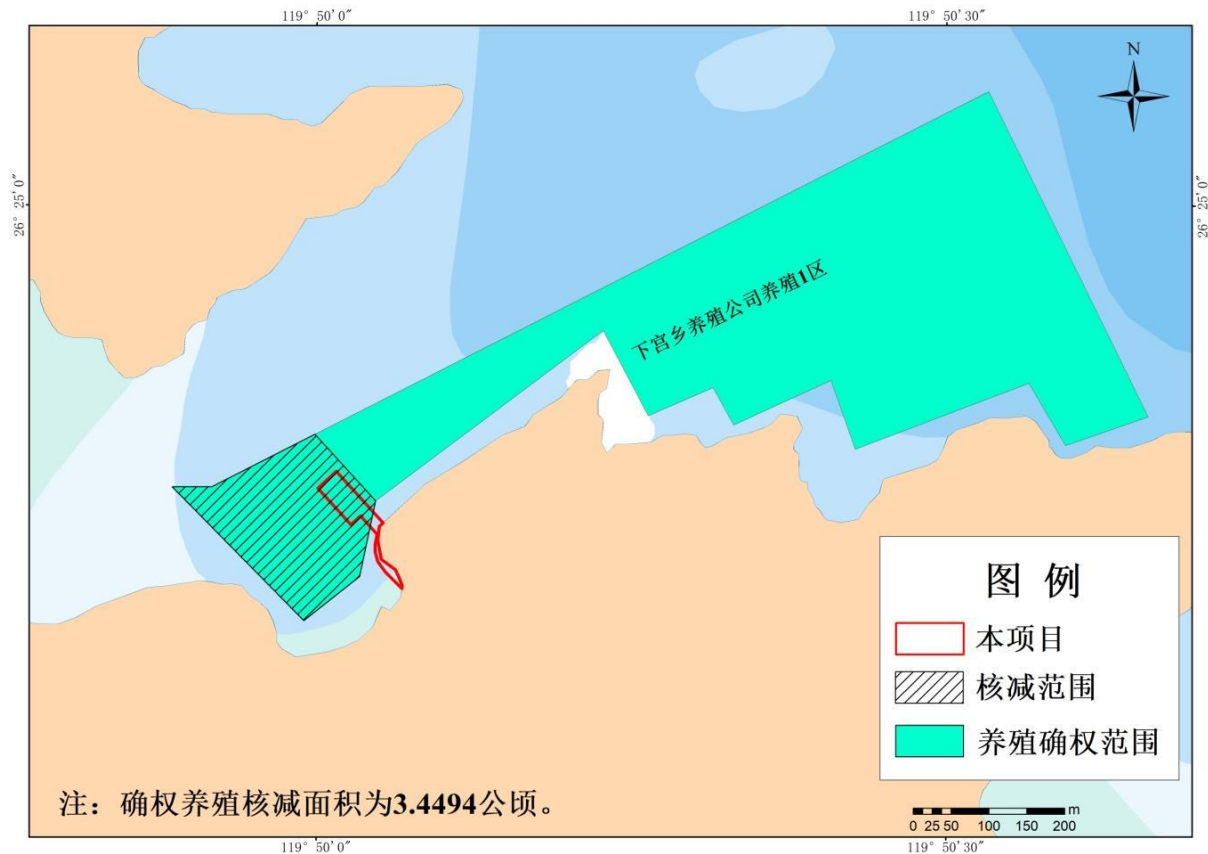 119° 50′0″
119° 50′30″
N
26° 25′0″
26° 25′0″
下宫乡养殖公司养殖1区
图 例
本项目
核减范围
养殖确权范围
注：确权养殖核减面积为3.4494公顷。
m
0 25 50 100 150 200
119° 50′0″
119° 50′30″